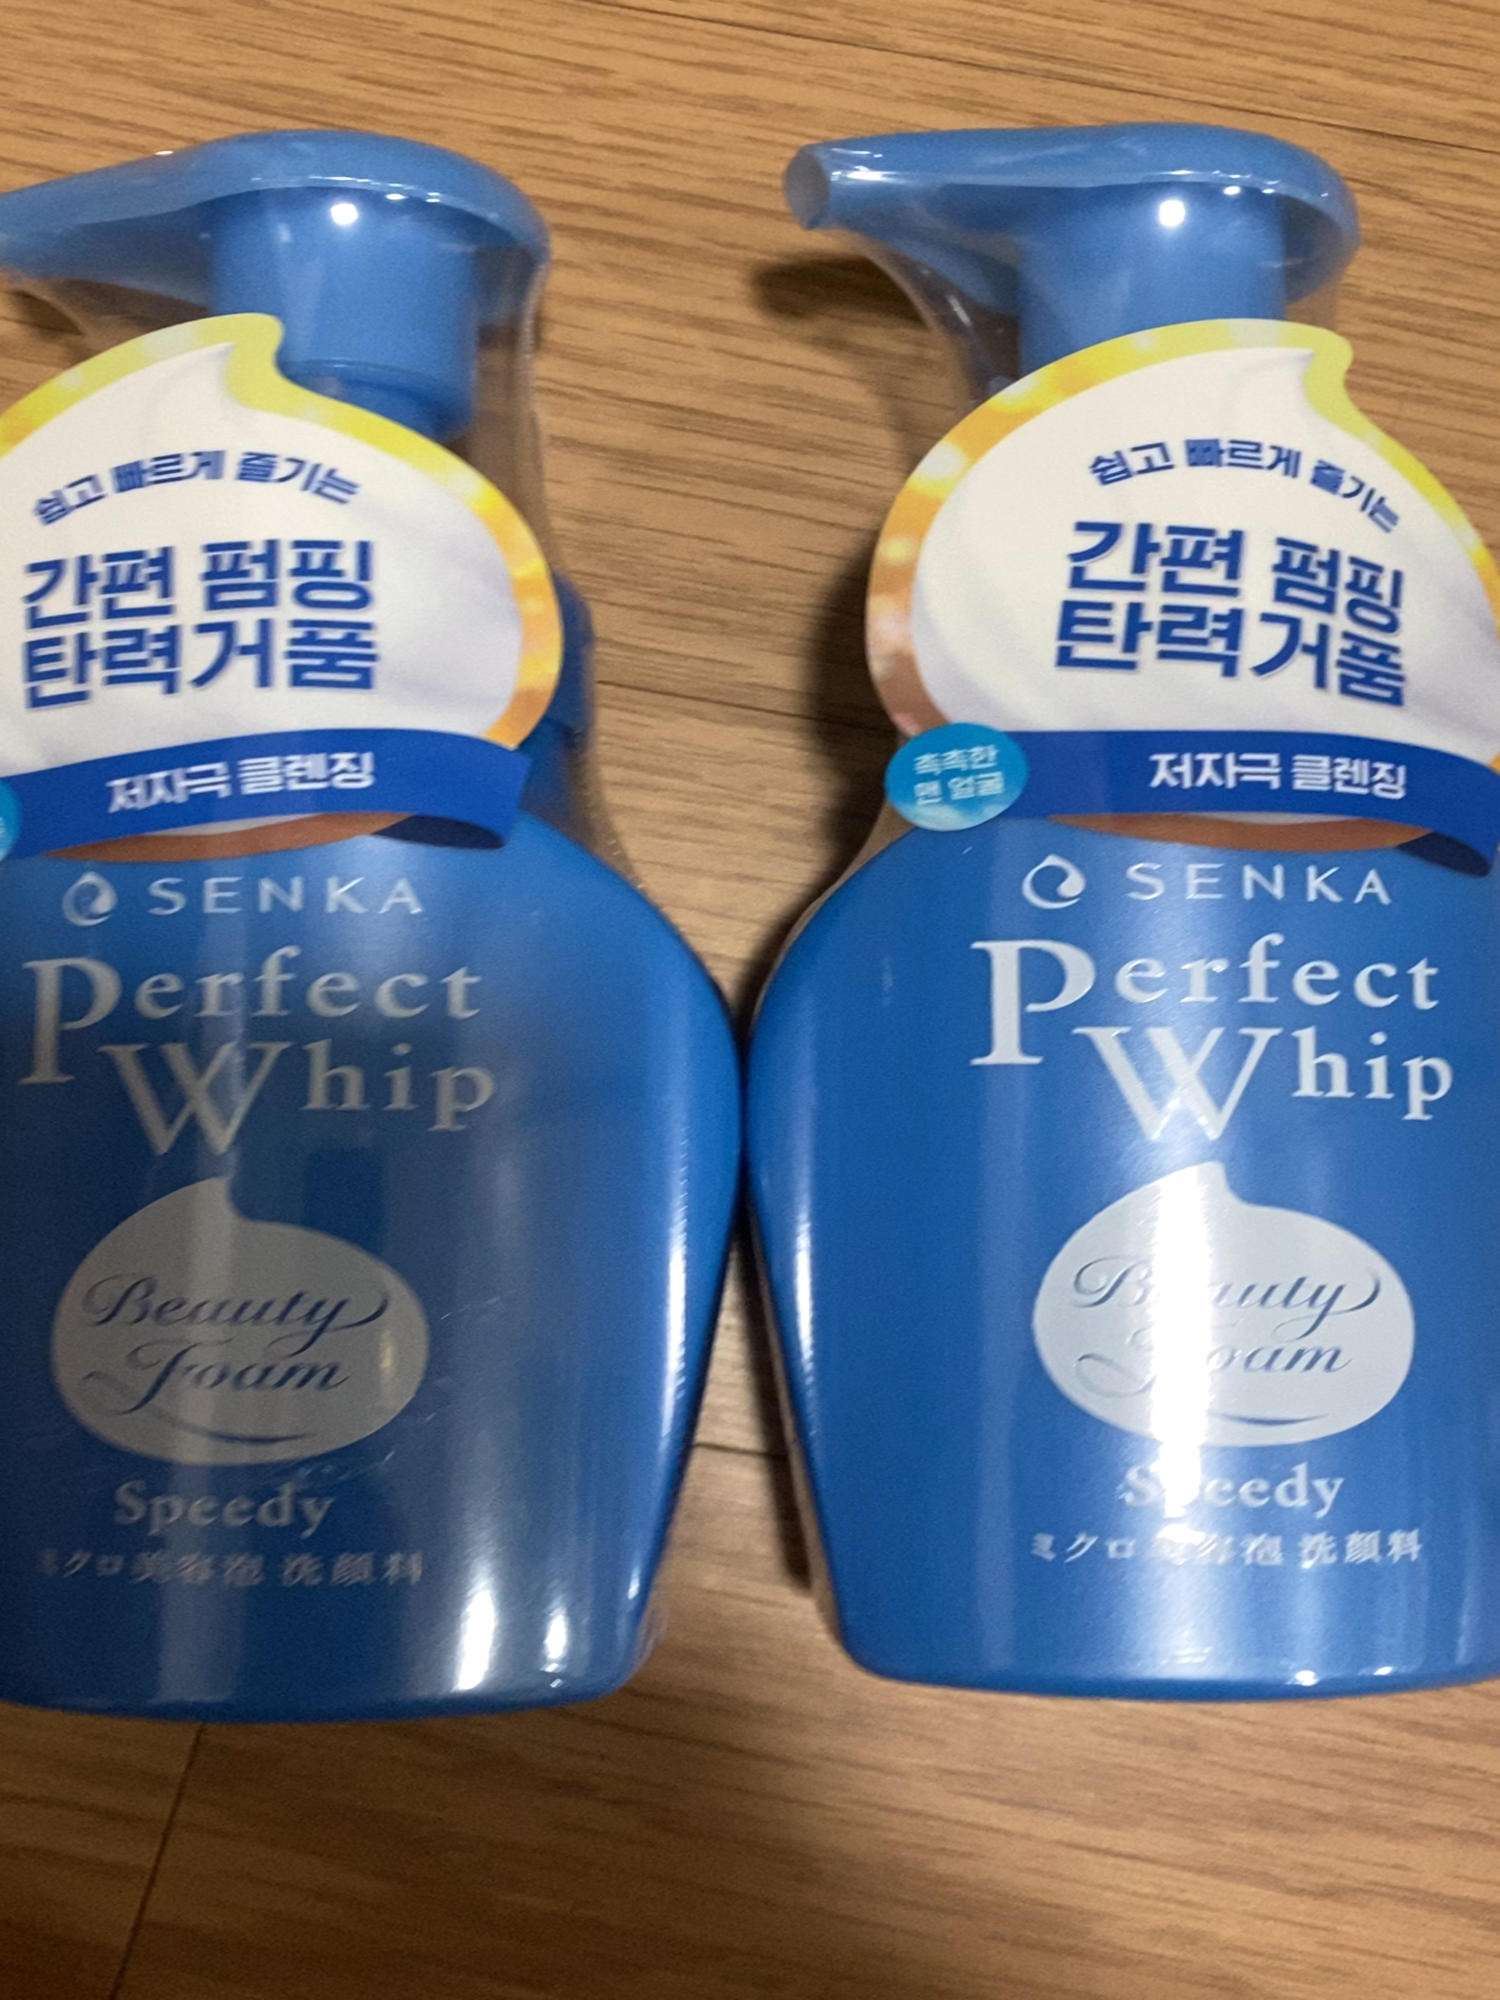 쉽고 빠르게 즐기는
간편 펌핑
탄력거품
저자극 클렌징
SENKA
Perfect
Whip
Beauty
Foam
Speedy
ミクロ美容泡 洗顔料
쉽고 빠르게 즐기는
간편 펌핑
탄력거품
촉촉한
맨 얼굴
저자극 클렌징
SENKA
Perfect
Whip
Beauty
Foam
Speedy
ミクロ美容泡 洗顔料